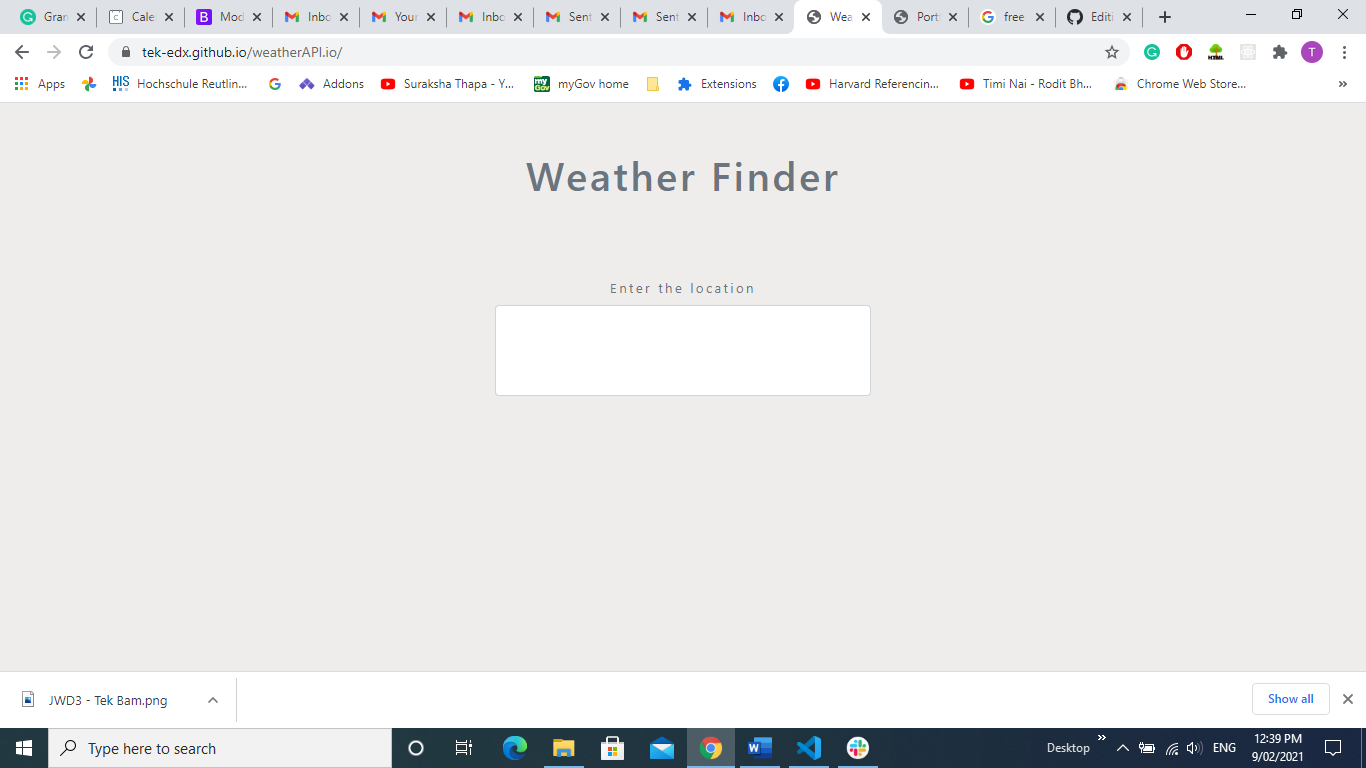 Gran
Cale
Mod
Inbo
Your
Inbo
Sent
Sent
Inbo
Wea
Port
free
Editi
tek-edx.github.io/weatherAPI.io/
T
Apps
HIS Hochschule Reutlin...
Addons
Suraksha Thapa - Y...
my Gov myGov home
Extensions
Harvard Referencin...
Timi Nai - Rodit Bh...
Chrome Web Store...
Weather Finder
Enter the location
JWD3 - Tek Bam.png
Show all
Type here to search
Desktop
ENG
12:39 PM
9/02/2021